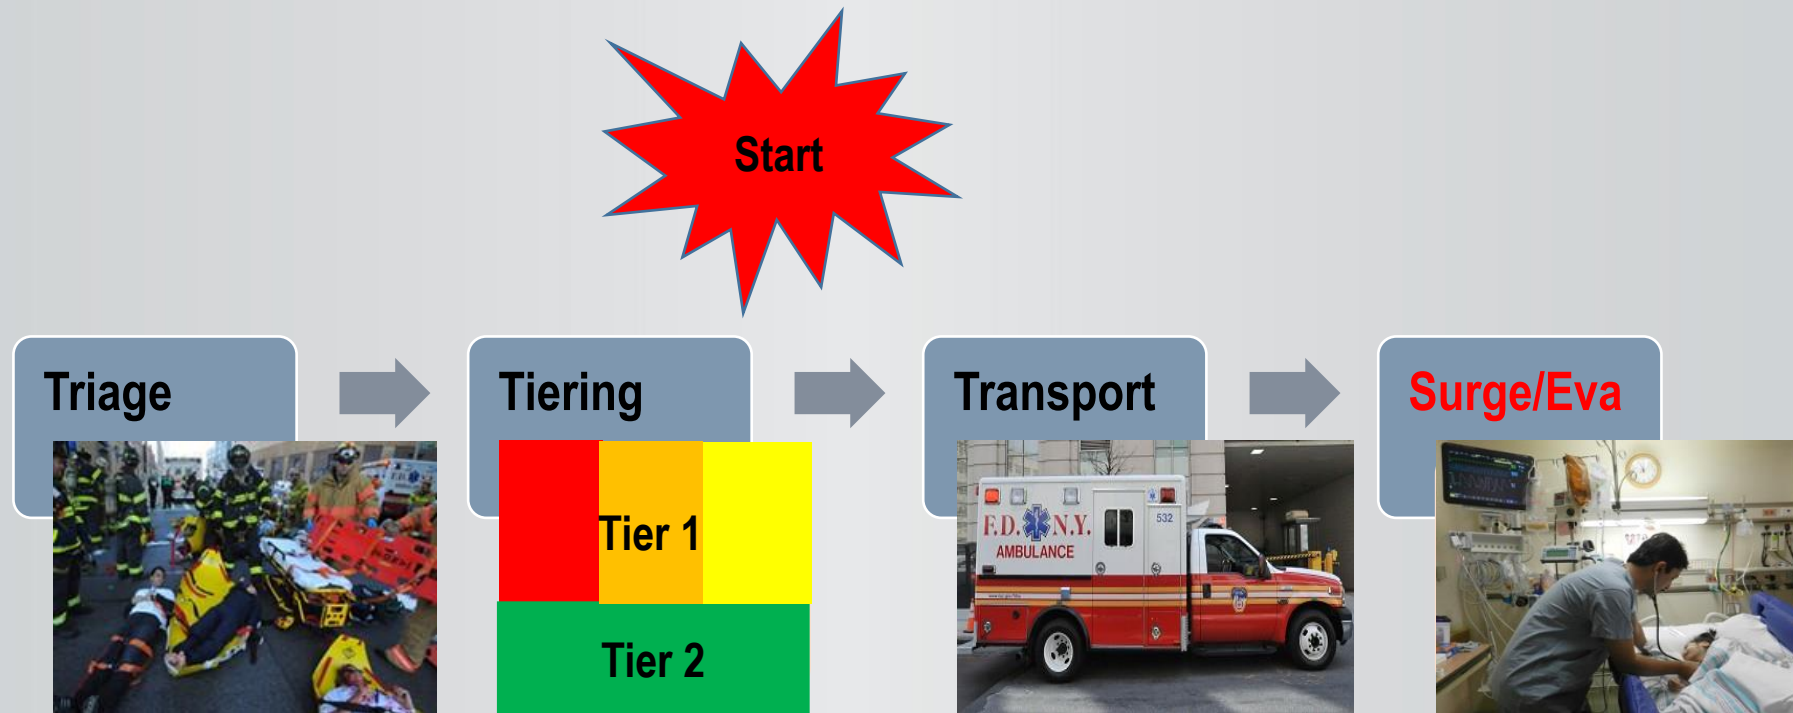 Start
Triage
Tiering
Transport
Surge/Eva
Tier 1
Tier 2
F.D. N.Y.
AMBULANCE
532